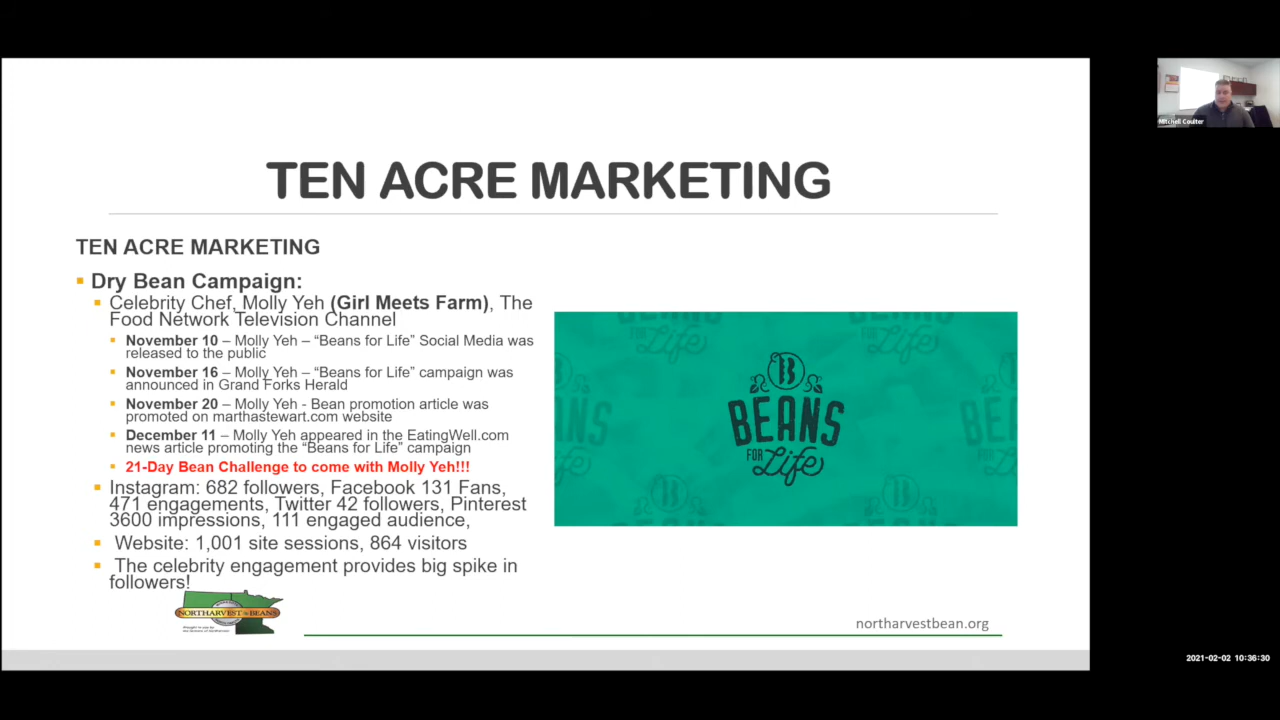 TEN ACRE MARKETING
TEN ACRE MARKETING
Dry Bean Campaign:
Celebrity Chef, Molly Yeh (Girl Meets Farm), The
Food Network Television Channel
November 10 – Molly Yeh – “Beans for Life” Social Media was
released to the public
November 16 – Molly Yeh – “Beans for Life” campaign was
announced in Grand Forks Herald
November 20 – Molly Yeh - Bean promotion article was
promoted on marthastewart.com website
December 11 – Molly Yeh appeared in the EatingWell.com
news article promoting the “Beans for Life” campaign
21-Day Bean Challenge to come with Molly Yeh!!!
Instagram: 682 followers, Facebook 131 Fans,
471 engagements, Twitter 42 followers, Pinterest
3600 impressions, 111 engaged audience,
Website: 1,001 site sessions, 864 visitors
The celebrity engagement provides big spike in
followers!
B
BEANS
FOR Life
NORTHARVEST BEANS
northarvestbean.org
Mitchell Coulter
2021-02-02 10:36:30